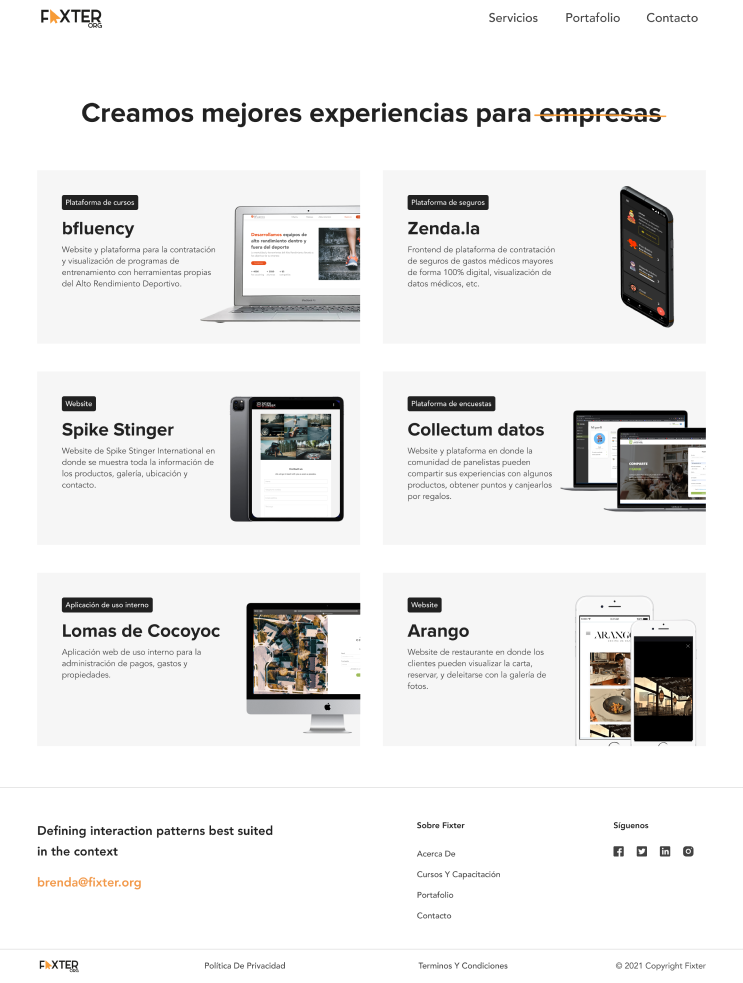 FIXTER
.ORG
Servicios
Portafolio
Contacto
Creamos mejores experiencias para empresas
Plataforma de cursos
bfluency
Website y plataforma para la contratación
y visualización de programas de
entrenamiento con herramientas propias
del Alto Rendimiento Deportivo.
Desarrollamos equipos de
alto rendimiento dentro y
fuera del deporte
Plataforma de seguros
Zenda.la
Frontend de plataforma de contratación
de seguros de gastos médicos mayores
de forma 100% digital, visualización de
datos médicos, etc.
Website
Spike Stinger
Website de Spike Stinger International en
donde se muestra toda la información de
los productos, galería, ubicación y
contacto.
Plataforma de encuestas
Collectum datos
Website y plataforma en donde la
comunidad de panelistas pueden
compartir sus experiencias con algunos
productos, obtener puntos y canjearlos
por regalos.
COMPARTE
Aplicación de uso interno
Lomas de Cocoyoc
Aplicación web de uso interno para la
administración de pagos, gastos y
propiedades.
Website
Arango
Website de restaurante en donde los
clientes pueden visualizar la carta,
reservar, y deleitarse con la galería de
fotos.
ARANGO
Defining interaction patterns best suited
in the context
brenda@fixter.org
Sobre Fixter
Acerca De
Cursos Y Capacitación
Portafolio
Contacto
Síguenos
FIXTER
.ORG
Política De Privacidad
Terminos Y Condiciones
© 2021 Copyright Fixter